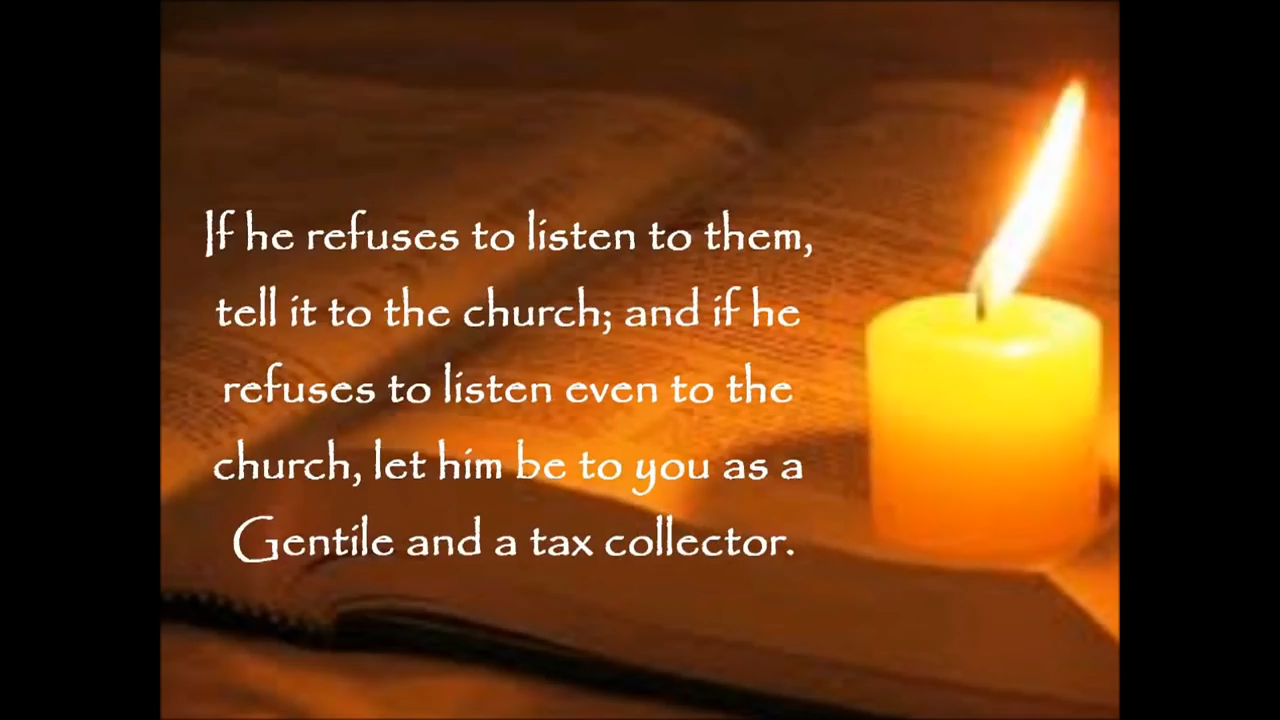 If he refuses to listen to them,
tell it to the church; and if he
refuses to listen even to the
church, let him be to you as a
Gentile and a tax collector.